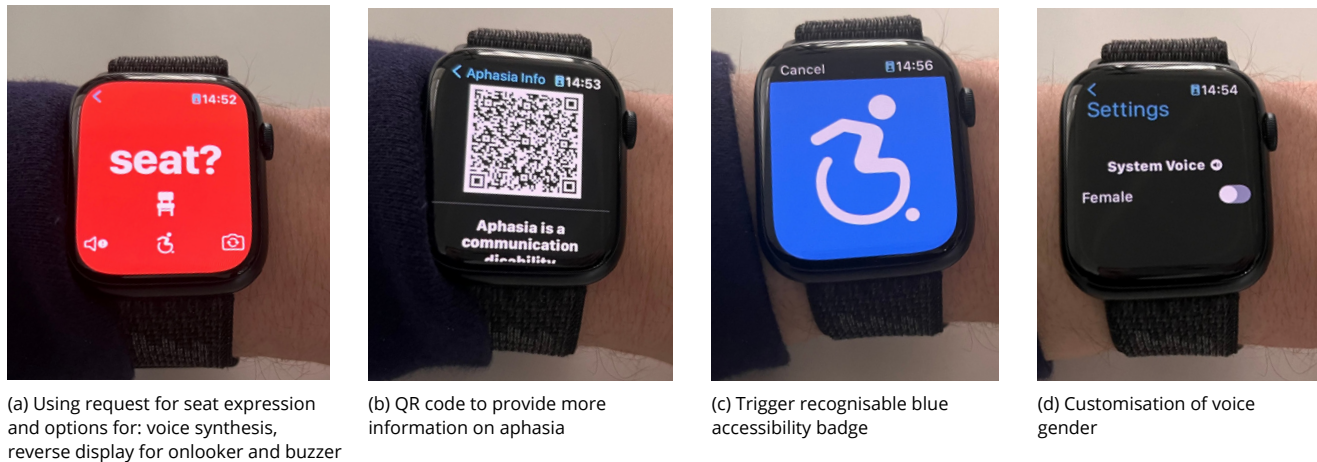 14:52
seat?
Aphasia Info 14:53
Aphasia is a
communication
disability
Cancel 14:56
14:54
Settings
System Voice
Female
(a) Using request for seat expression
and options for: voice synthesis,
reverse display for onlooker and buzzer
(b) QR code to provide more
information on aphasia
(c) Trigger recognisable blue
accessibility badge
(d) Customisation of voice
gender